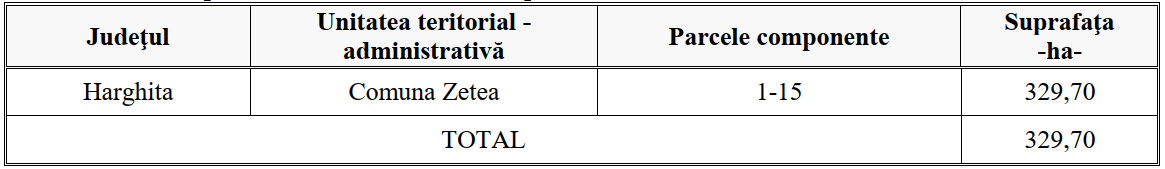 Judeţul
Unitatea teritorial -
administrativă
Parcele componente
Suprafaţa
-ha-
Harghita
Comuna Zetea
1-15
329,70
TOTAL
329,70